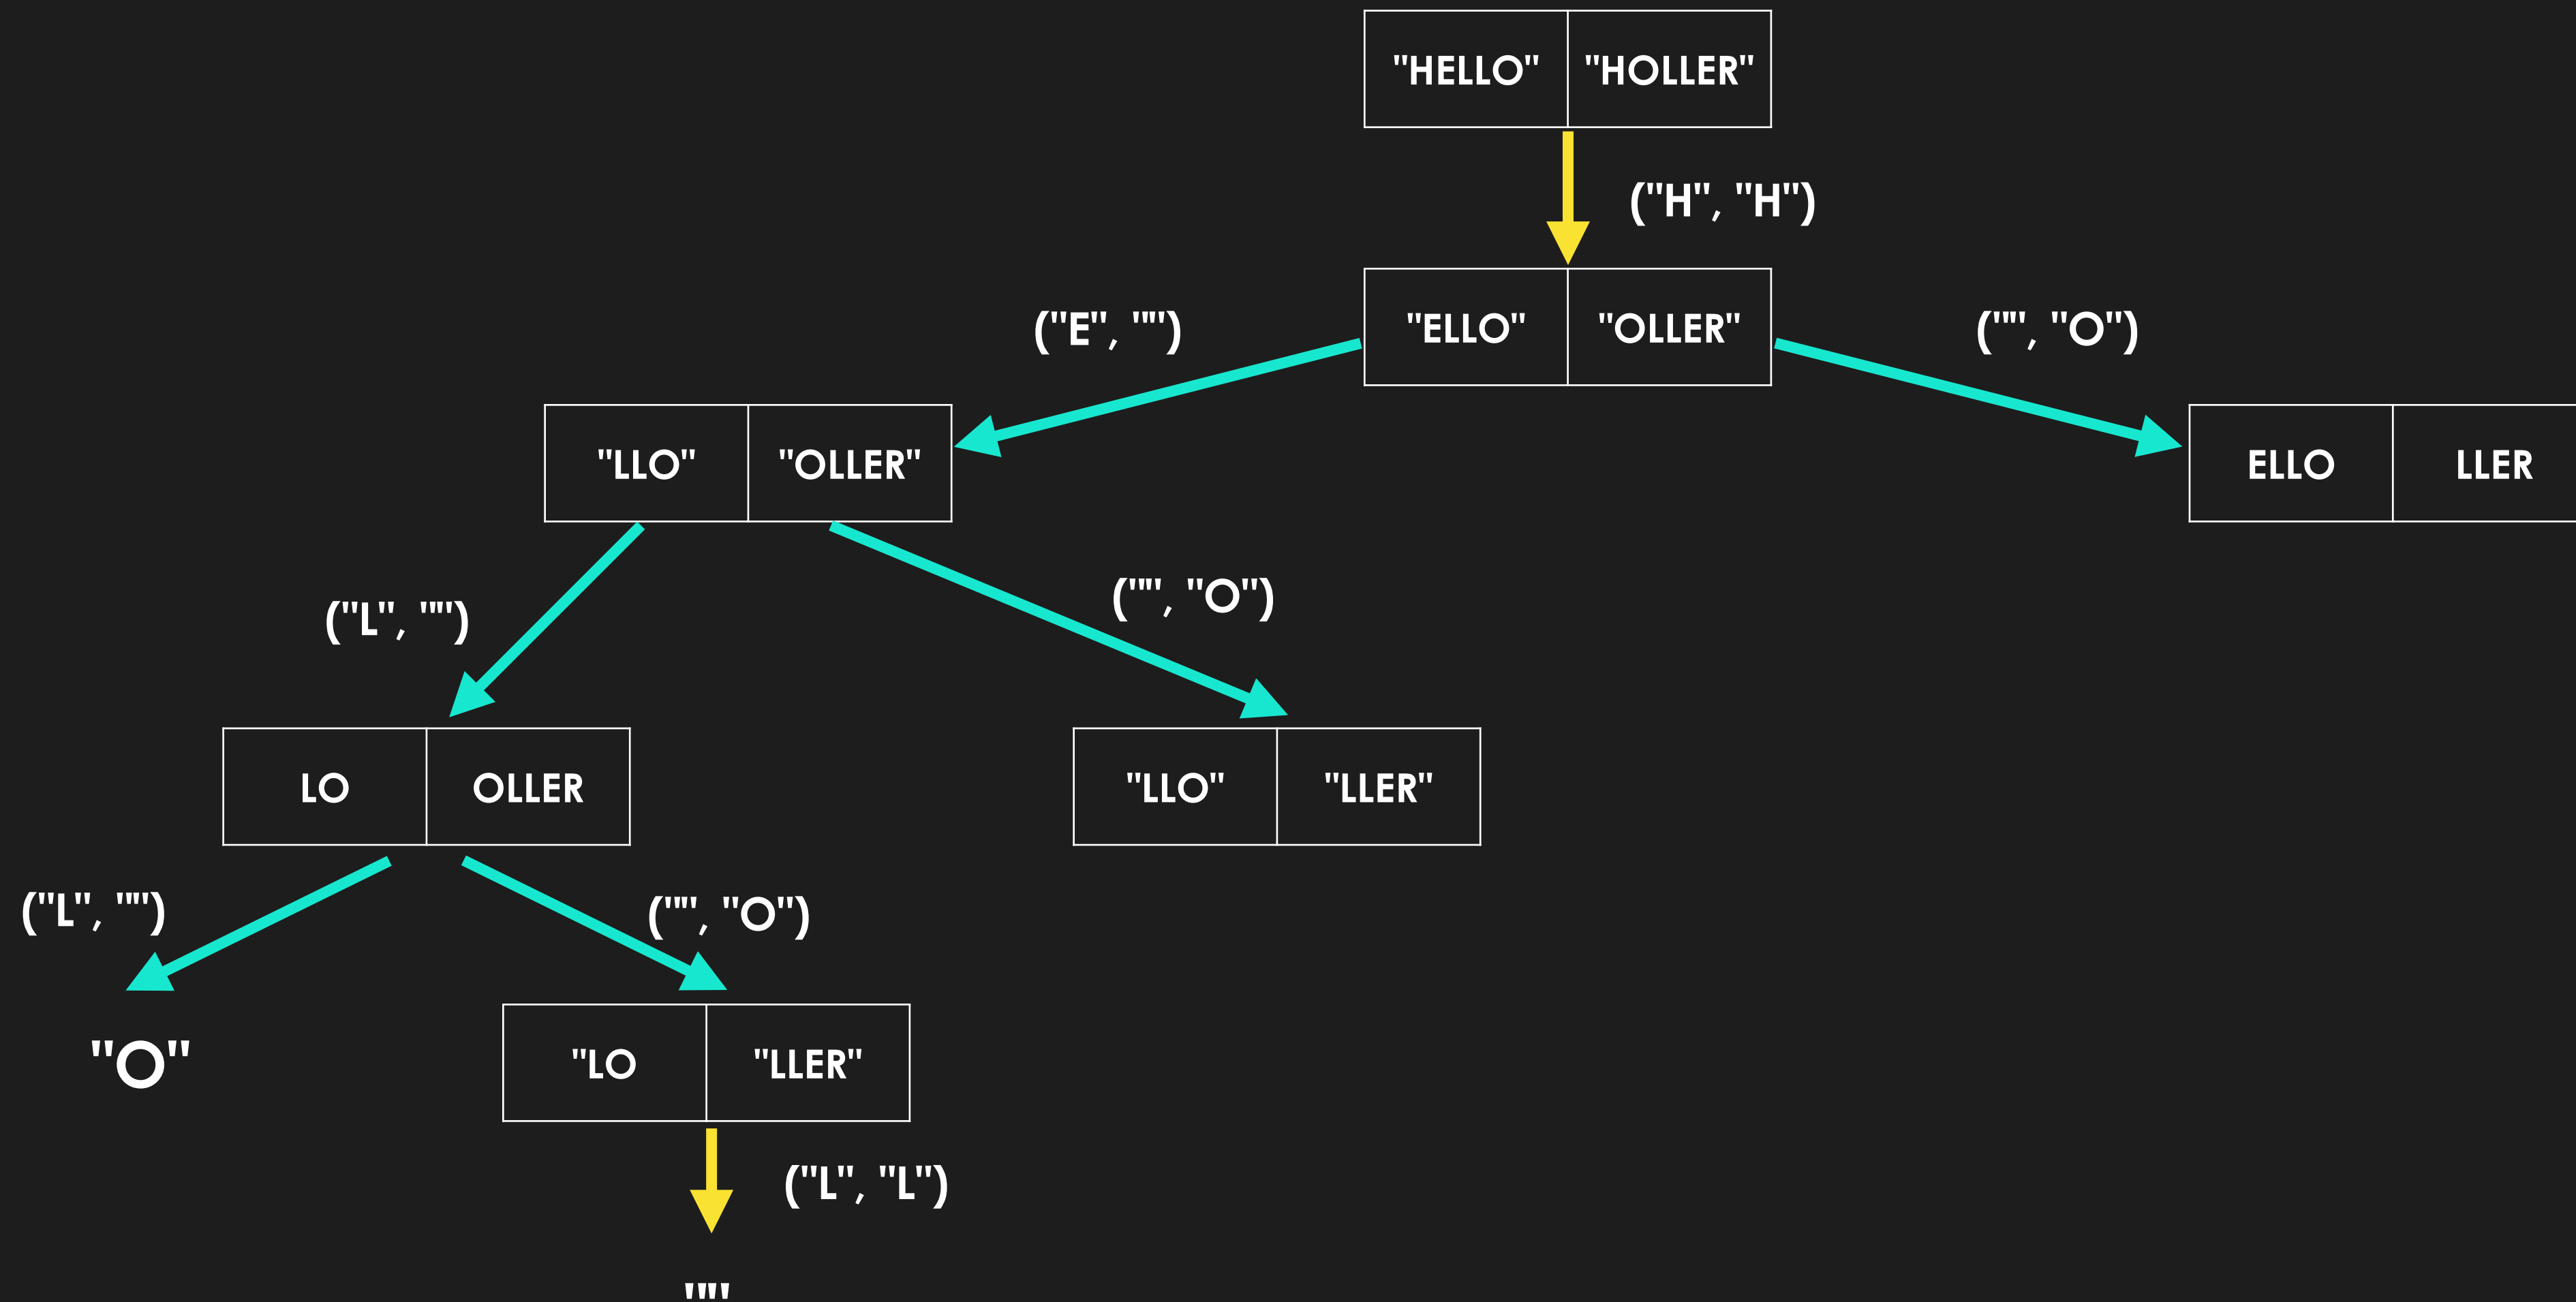 "HELLO" "HOLLER"
("H", "H")
"ELLO" "OLLER"
("E", "")
("", "O")
"LLO" "OLLER"
ELLO LLER
("L", "")
("", "O")
LO OLLER
"LLO" "LLER"
("L", "")
("", "O")
"O"
"LO "LLER"
("L", "L")
""